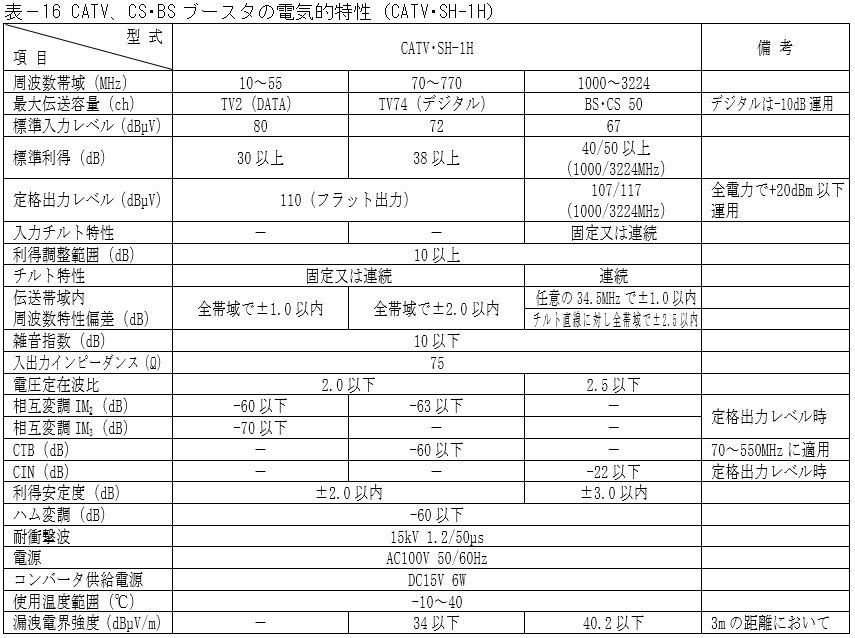 表－16 CATV、CS･BS ブースタの電気的特性（CATV･SH-1H）
型 式
項 目
CATV･SH-1H
備 考
周波数帯域（MHz） 10～55 70～770 1000～3224
最大伝送容量（ch） TV2（DATA） TV74（デジタル） BS･CS 50 デジタルは-10dB 運用
標準入力レベル（dBμV） 80 72 67
標準利得（dB） 30 以上 38 以上 40/50 以上
（1000/3224MHz）
定格出力レベル（dBμV） 110（フラット出力） 107/117
（1000/3224MHz）
全電力で+20dBm 以下
運用
入力チルト特性 － － 固定又は連続
利得調整範囲（dB） 10 以上
チルト特性 固定又は連続 連続
伝送帯域内
周波数特性偏差（dB）
全帯域で±1.0 以内 全帯域で±2.0 以内 任意の 34.5MHz で±1.0 以内
チルト直線に対し全帯域で±2.5 以内
雑音指数（dB） 10 以下
入出力インピーダンス（Ω） 75
電圧定在波比 2.0 以下 2.5 以下
相互変調 IM₂（dB） -60 以下 -63 以下 － 定格出力レベル時
相互変調 IM₃（dB） -70 以下 － －
CTB（dB） － -60 以下 － 70～550MHz に適用
CIN（dB） － － -22 以下 定格出力レベル時
利得安定度（dB） ±2.0 以内 ±3.0 以内
ハム変調（dB） -60 以下
耐衝撃波 15kV 1.2/50μs
電源 AC100V 50/60Hz
コンバータ供給電源 DC15V 6W
使用温度範囲（℃） -10～40
漏洩電界強度（dBμV/m） － 34 以下 40.2 以下 3m の距離において